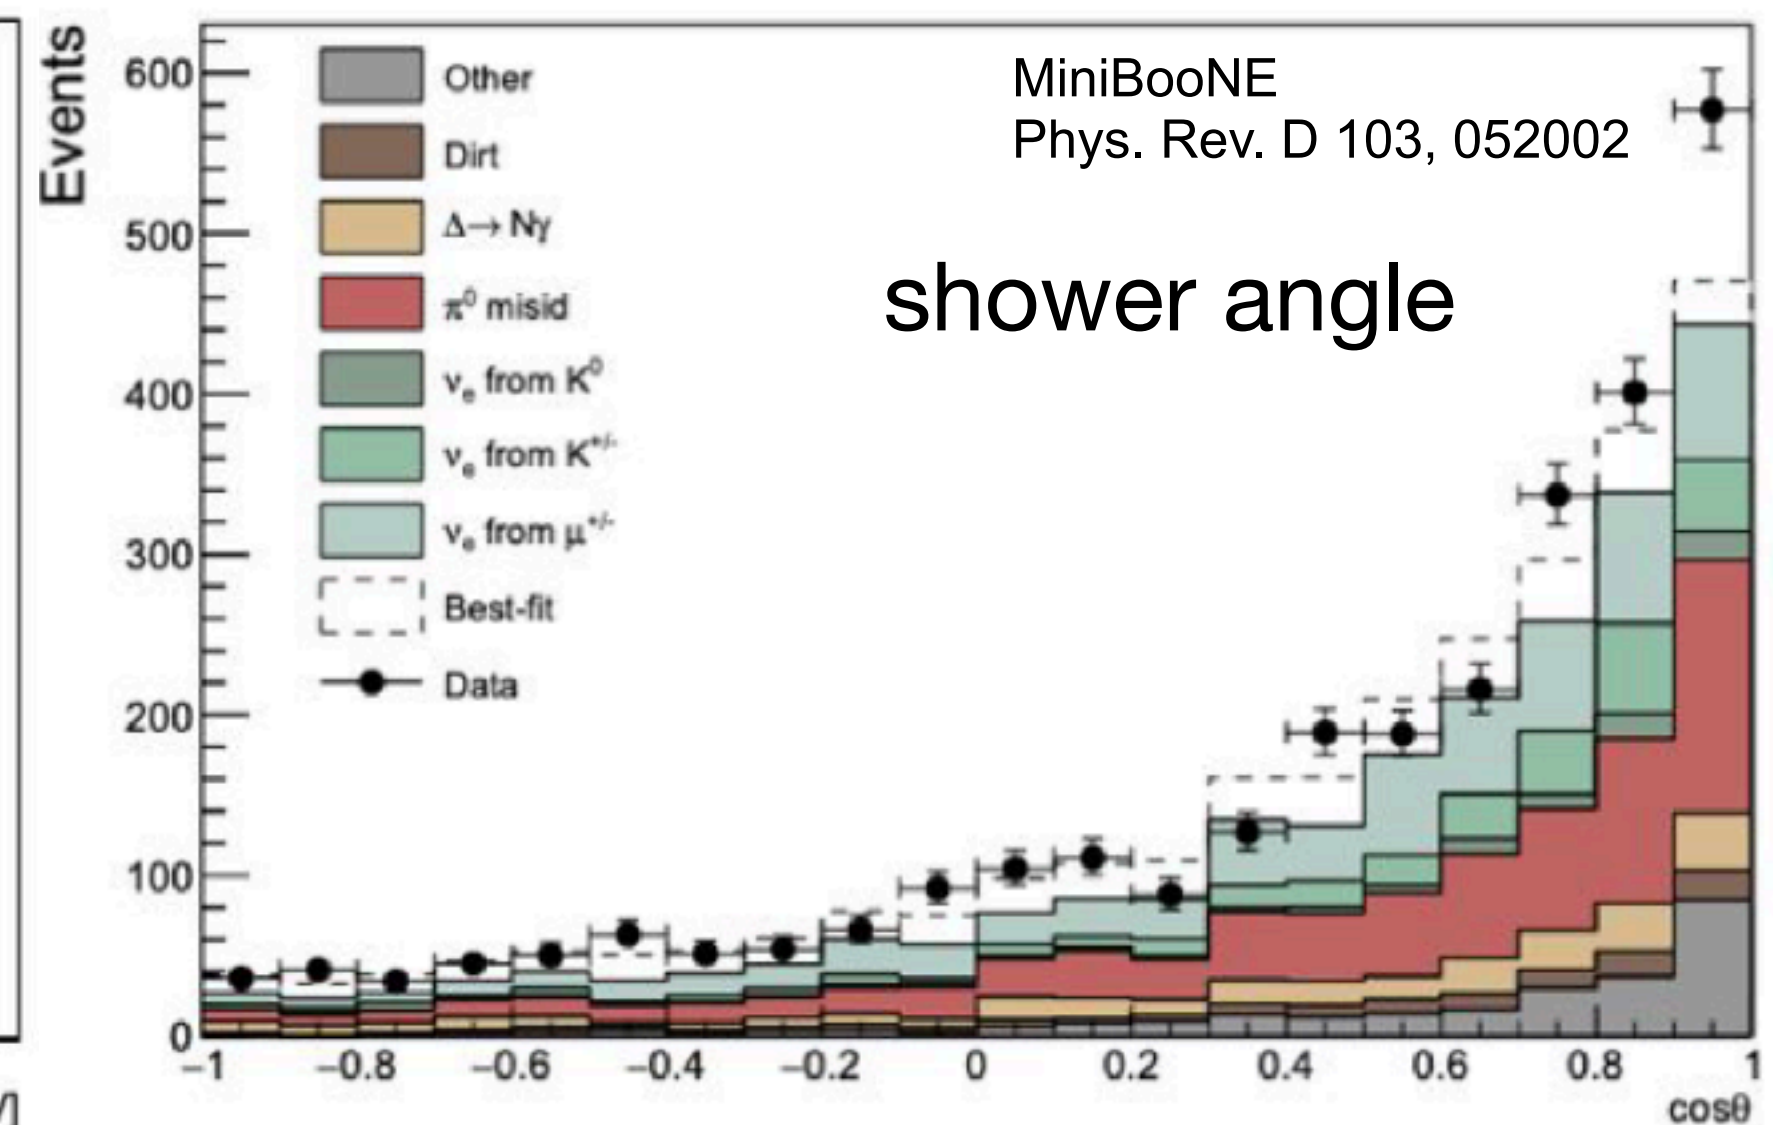 Events
600
500
400
300
200
100
0
Other
Dirt
Δ→ Nγ
π⁰ misid
νₑ from K⁰
νₑ from K⁺/⁻
νₑ from μ⁺/⁻
Best-fit
Data
MiniBooNE
Phys. Rev. D 103, 052002
shower angle
−1 −0.8 −0.6 −0.4 −0.2 0 0.2 0.4 0.6 0.8 1
cosθ